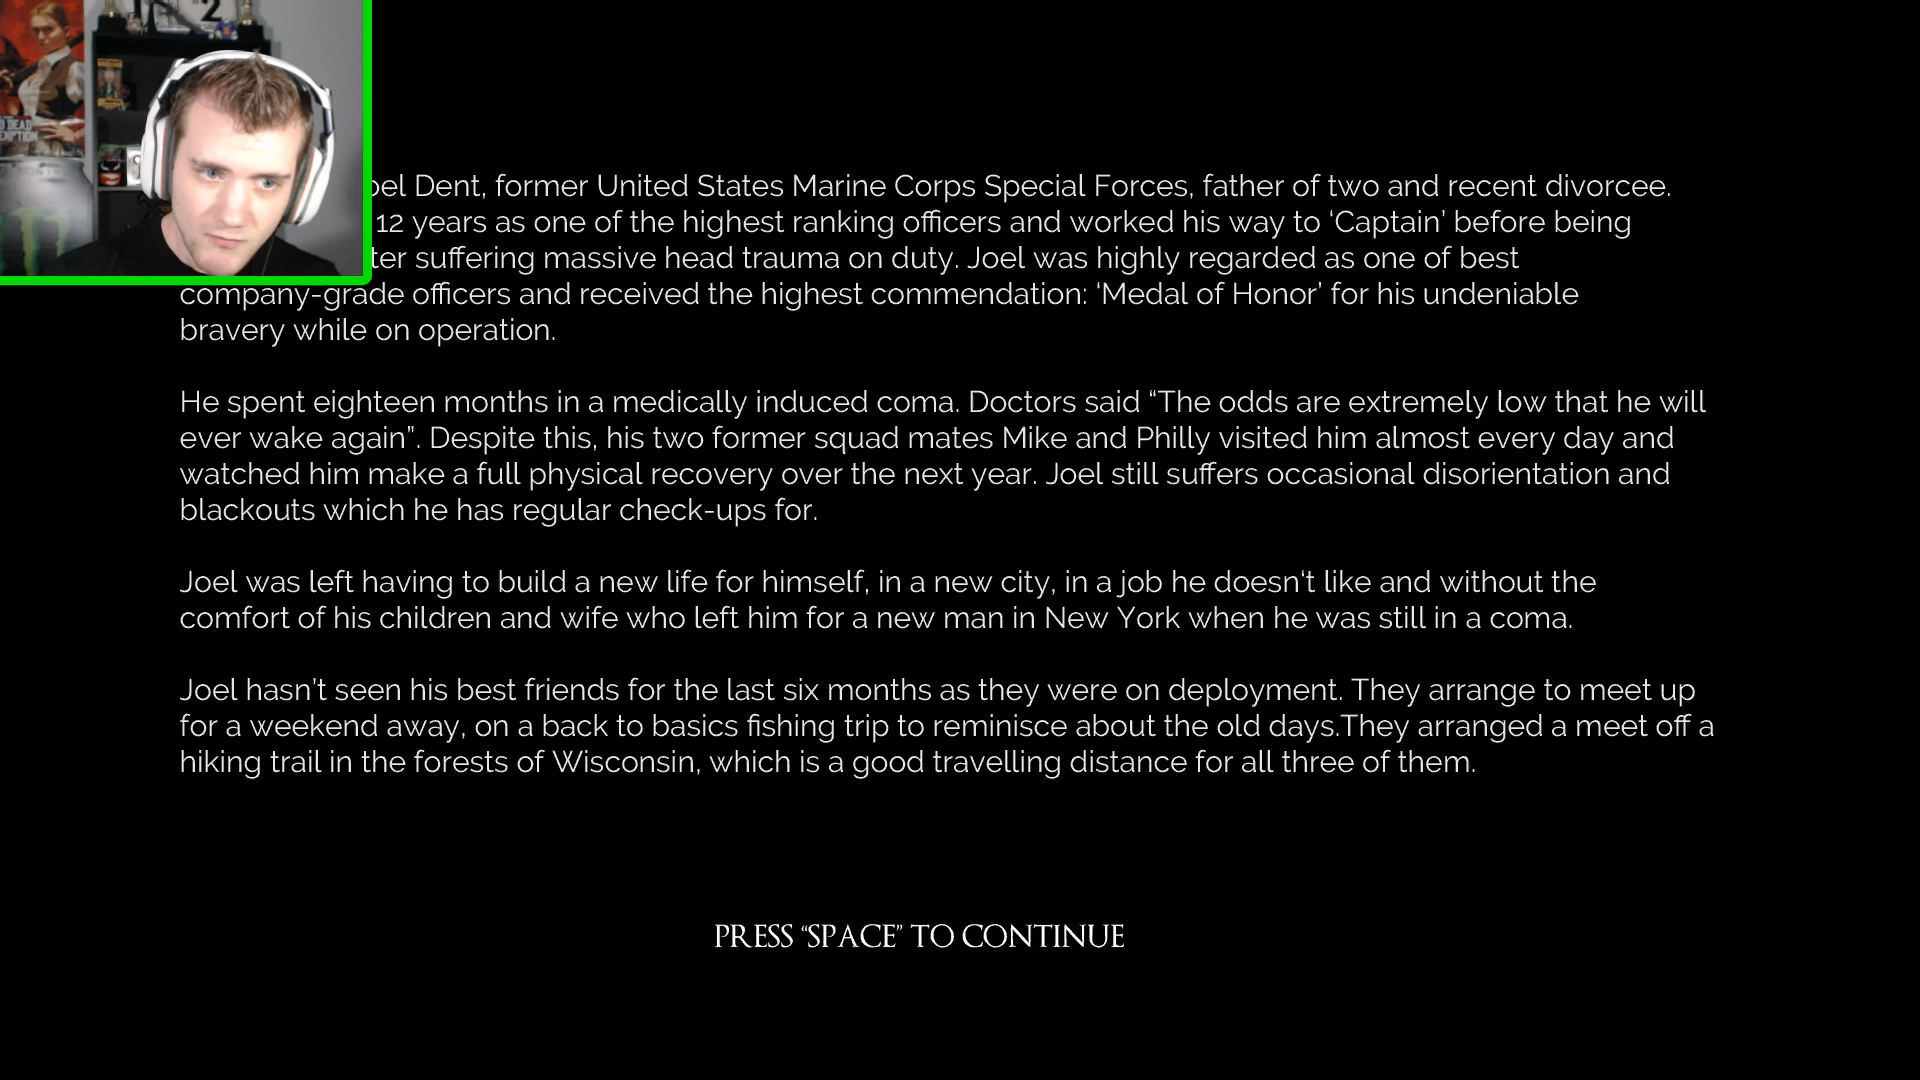 #2
D DEAD
EMPTION
oel Dent, former United States Marine Corps Special Forces, father of two and recent divorcee.
12 years as one of the highest ranking officers and worked his way to ‘Captain’ before being
ter suffering massive head trauma on duty. Joel was highly regarded as one of best
company-grade officers and received the highest commendation: ‘Medal of Honor’ for his undeniable
bravery while on operation.
He spent eighteen months in a medically induced coma. Doctors said “The odds are extremely low that he will
ever wake again”. Despite this, his two former squad mates Mike and Philly visited him almost every day and
watched him make a full physical recovery over the next year. Joel still suffers occasional disorientation and
blackouts which he has regular check-ups for.
Joel was left having to build a new life for himself, in a new city, in a job he doesn‘t like and without the
comfort of his children and wife who left him for a new man in New York when he was still in a coma.
Joel hasn’t seen his best friends for the last six months as they were on deployment. They arrange to meet up
for a weekend away, on a back to basics fishing trip to reminisce about the old days.They arranged a meet off a
hiking trail in the forests of Wisconsin, which is a good travelling distance for all three of them.
PRESS “SPACE” TO CONTINUE